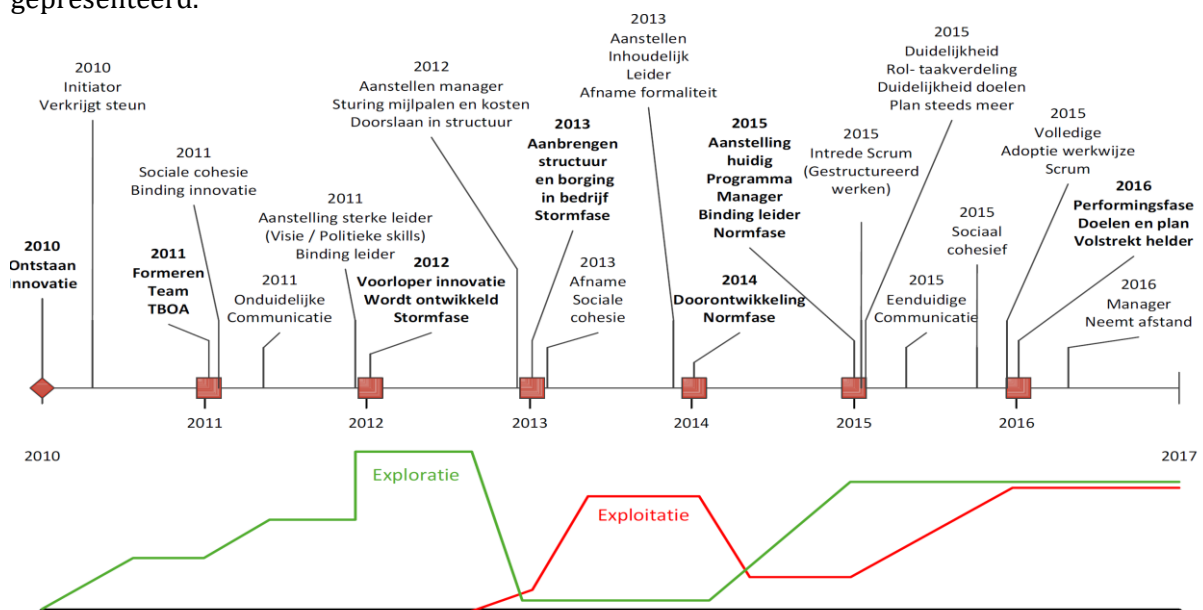 gepresenteerd.
2010
Initiator
Verkrijgt steun
2011
Sociale cohesie
Binding innovatie
2012
Aanstellen manager
Sturing mijlpalen en kosten
Doorslaan in structuur
2013
Aanstellen
Inhoudelijk
Leider
Afname formaliteit
2015
Duidelijkheid
Rol- taakverdeling
Duidelijkheid doelen
Plan steeds meer
2013
Aanbrengen
structuur
en borging
in bedrijf
Stormfase
2015
Aanstelling
huidig
Programma
Manager
Binding leider
Normfase
2015
Intrede Scrum
(Gestructureerd
werken)
2015
Volledige
Adoptie werkwijze
Scrum
2011
Aanstelling sterke leider
(Visie / Politieke skills)
Binding leider
2016
Performingsfase
Doelen en plan
Volstrekt helder
2010
Ontstaan
nnovatie
2011
Formeren
Team
TBOA
2011
Onduidelijke
Communicatie
2012
Voorloper innovatie
Wordt ontwikkeld
Stormfase
2013
Afname
Sociale
cohesie
2014
Doorontwikkeling
Normfase
2015
Sociaal
cohesief
2015
Eenduidige
Communicatie
2016
Manager
Neemt afstand
2011
2012
2013
2014
2015
2016
2010
2017
Exploratie
Exploitatie